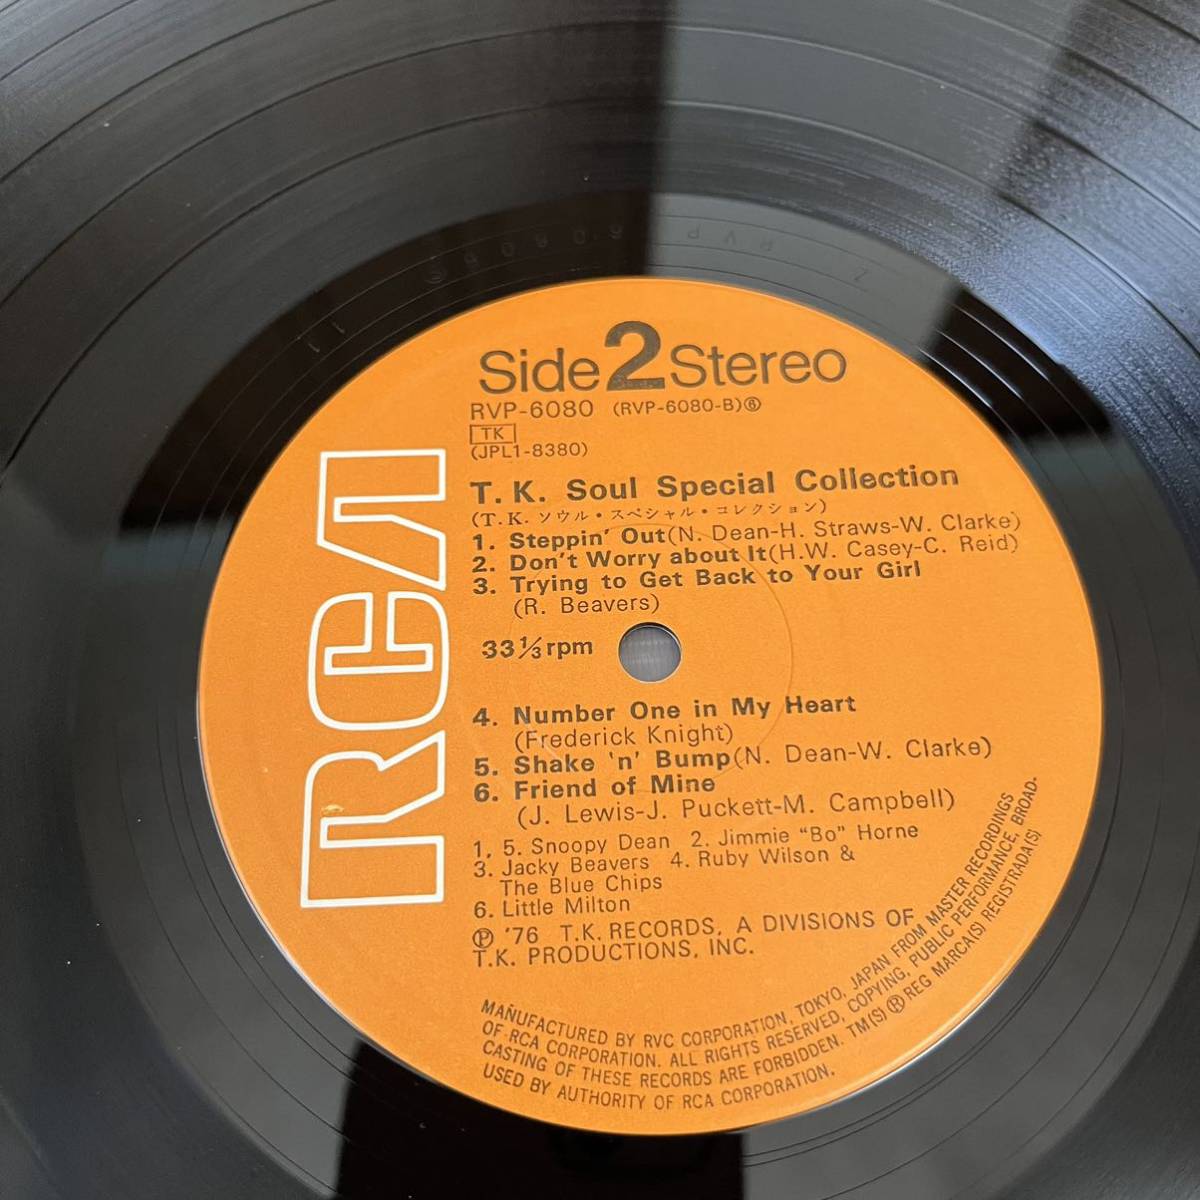 RVP-6080
Side 2 Stereo
RVP-6080 (RVP-6080-B)⑥
TK
(JPL1-8380)
RCA
T. K. Soul Special Collection
(T.K. ソウル・スペシャル・コレクション)
1. Steppin' Out(N. Dean-H. Straws-W. Clarke)
2. Don't Worry about It(H.W. Casey-C. Reid)
3. Trying to Get Back to Your Girl
(R. Beavers)
33 1/3 rpm
4. Number One in My Heart
(Frederick Knight)
5. Shake 'n' Bump(N. Dean-W. Clarke)
6. Friend of Mine
(J. Lewis-J. Puckett-M. Campbell)
1, 5. Snoopy Dean 2. Jimmie "Bo" Horne
3. Jacky Beavers 4. Ruby Wilson &
The Blue Chips
6. Little Milton
Ⓟ '76 T.K. RECORDS, A DIVISIONS OF
T.K. PRODUCTIONS, INC.
MAÑUFACTURED BY RVC CORPORATION, TOKYO, JAPAN FROM MASTER RECORDINGS
OF RCA CORPORATION. ALL RIGHTS RESERVED, COPYING, PUBLIC PERFORMANCE, BROAD-
CASTING OF THESE RECORDS ARE FORBIDDEN. TM(S) ® REG MARCA(S) REGISTRADA(S)
USED BY AUTHORITY OF RCA CORPORATION.